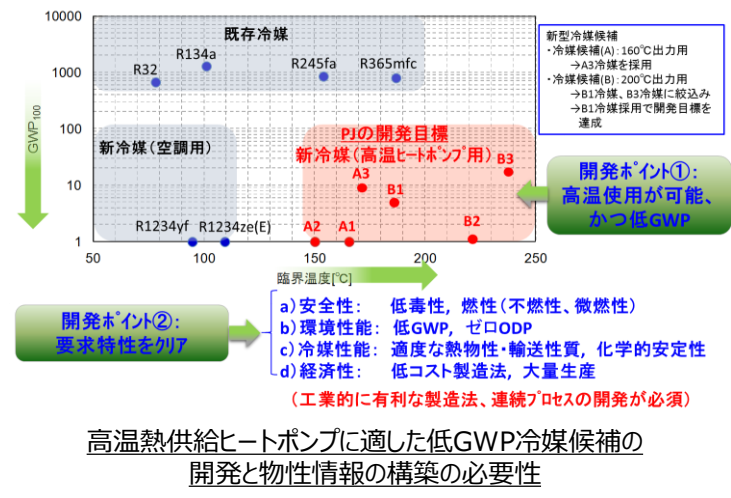 10000
1000
100
10
1
GWP100
既存冷媒
R32
R134a
R245fa
R365mfc
新冷媒(空調用)
R1234yf
R1234ze(E)
PJの開発目標
新冷媒(高温ヒートポンプ用)
A3
B1
B3
A2
A1
B2
50
100
150
200
250
臨界温度[℃]
新型冷媒候補
・冷媒候補(A):160℃出力用
→A3冷媒を採用
・冷媒候補(B):200℃出力用
→B1冷媒、B3冷媒に絞込み
→B1冷媒採用で開発目標を
達成
開発ポイント①:
高温使用が可能、
かつ低GWP
開発ポイント②:
要求特性をクリア
a)安全性: 低毒性, 燃性(不燃性、微燃性)
b)環境性能: 低GWP, ゼロODP
c)冷媒性能: 適度な熱物性・輸送性質, 化学的安定性
d)経済性: 低コスト製造法, 大量生産
(工業的に有利な製造法、連続プロセスの開発が必須)
高温熱供給ヒートポンプに適した低GWP冷媒候補の
開発と物性情報の構築の必要性